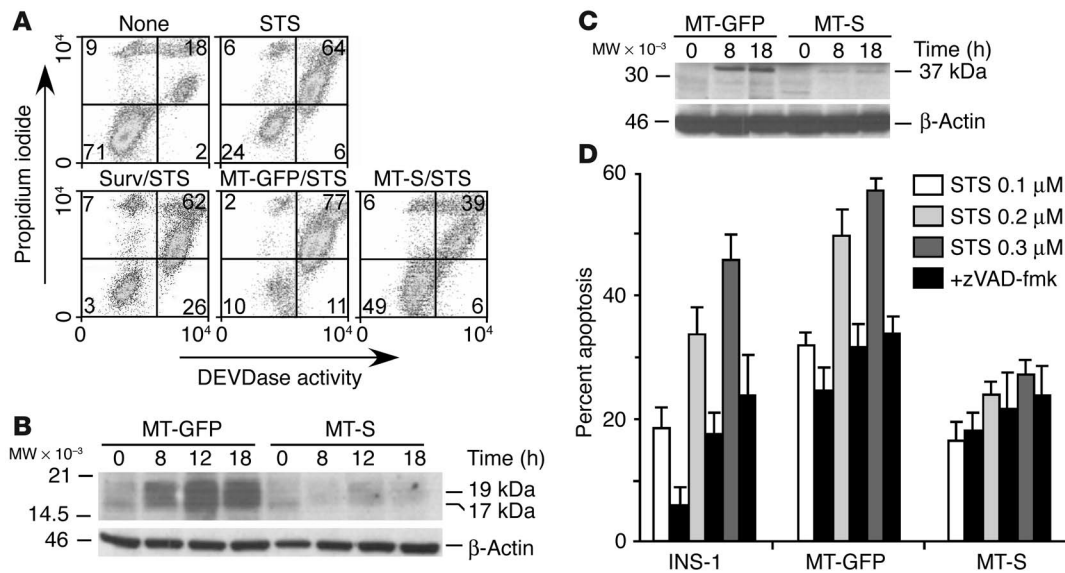 A
None
STS
10⁴
9
18
6
64
71
2
24
6
0
Surv/STS
MT-GFP/STS
MT-S/STS
10⁴
7
62
2
77
6
39
3
26
10
11
49
6
0
0
10⁴
0
10⁴
Propidium iodide
DEVDase activity
B
MT-GFP
MT-S
MW × 10⁻³
0 8 12 18 0 8 12 18 Time (h)
21
19 kDa
17 kDa
14.5
46
β-Actin
C
MT-GFP
MT-S
MW × 10⁻³
0 8 18 0 8 18 Time (h)
30
37 kDa
46
β-Actin
D
60
40
20
0
Percent apoptosis
STS 0.1 μM
STS 0.2 μM
STS 0.3 μM
+zVAD-fmk
INS-1
MT-GFP
MT-S